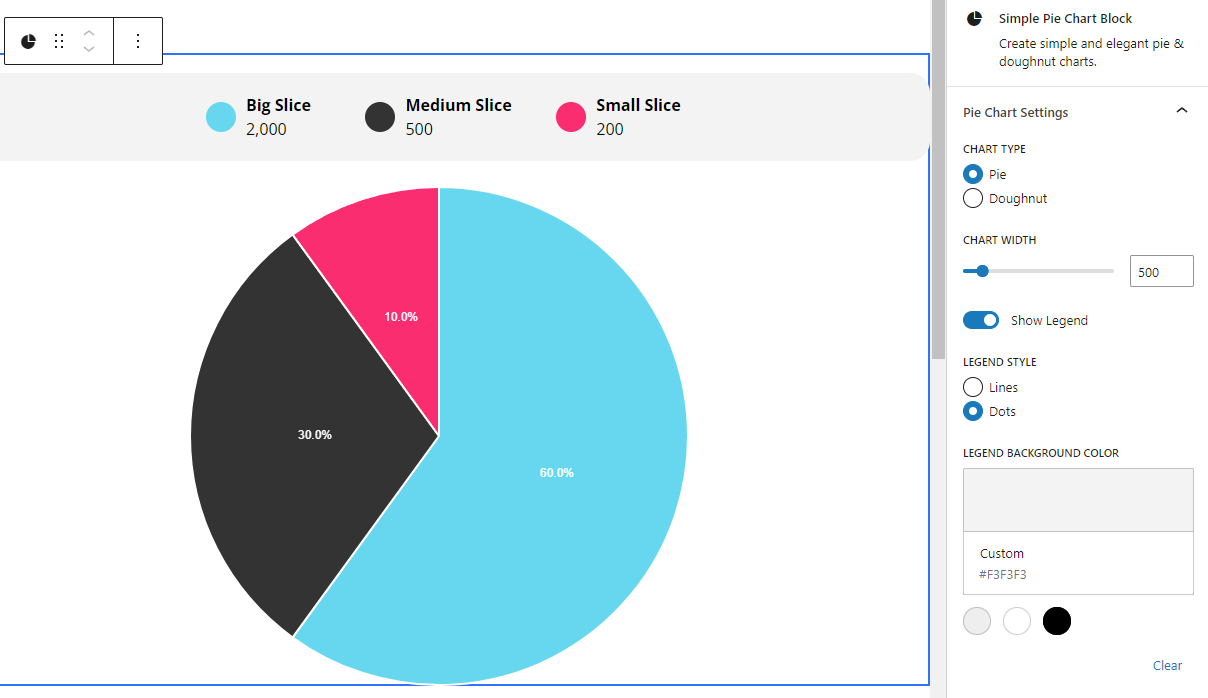 Big Slice
2,000
Medium Slice
500
Small Slice
200
10.0%
30.0%
60.0%
Simple Pie Chart Block
Create simple and elegant pie &
doughnut charts.
Pie Chart Settings
CHART TYPE
Pie
Doughnut
CHART WIDTH
500
Show Legend
LEGEND STYLE
Lines
Dots
LEGEND BACKGROUND COLOR
Custom
#F3F3F3
Clear